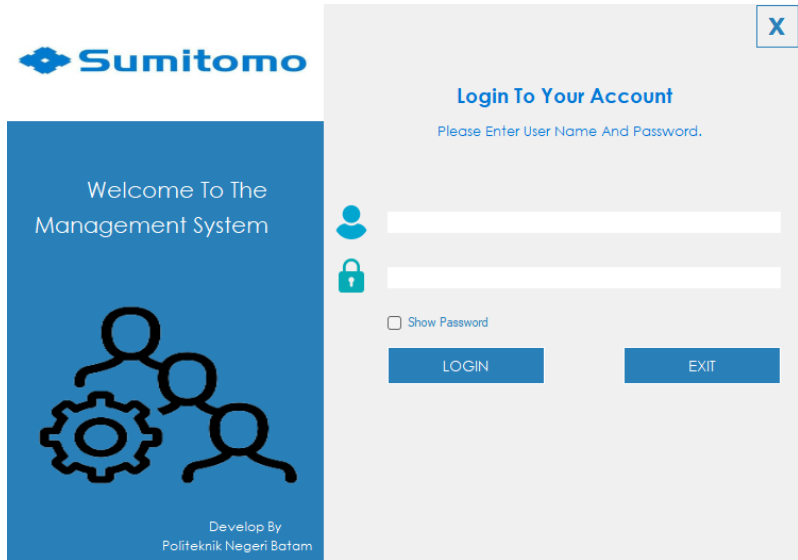 Sumitomo
Welcome To The
Management System
Develop By
Politeknik Negeri Batam
X
Login To Your Account
Please Enter User Name And Password.
Show Password
LOGIN
EXIT